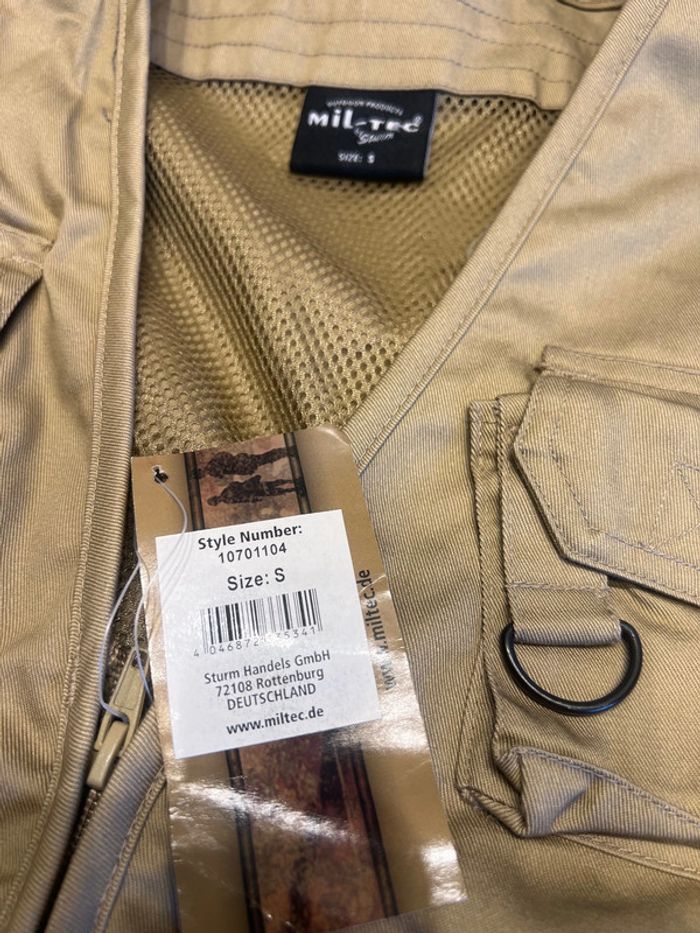 OUTDOOR PRODUCTS
MIL-TEC®
by Sturm
SIZE: S
Style Number:
10701104
Size: S
Sturm Handels GmbH
72108 Rottenburg
DEUTSCHLAND
www.miltec.de
www.miltec.de